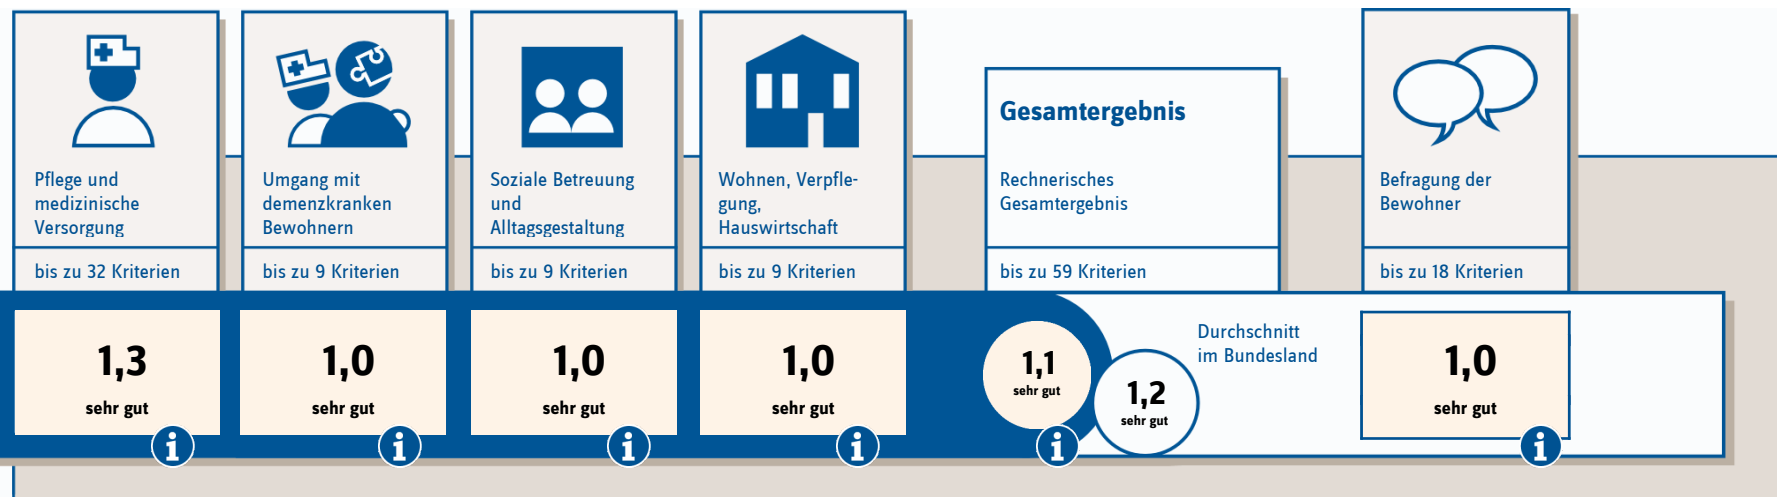 Pflege und
medizinische
Versorgung
bis zu 32 Kriterien
1,3
sehr gut
Umgang mit
demenzkranken
Bewohnern
bis zu 9 Kriterien
1,0
sehr gut
Soziale Betreuung
und
Alltagsgestaltung
bis zu 9 Kriterien
1,0
sehr gut
Wohnen, Verpfle-
gung,
Hauswirtschaft
bis zu 9 Kriterien
1,0
sehr gut
Gesamtergebnis
Rechnerisches
Gesamtergebnis
bis zu 59 Kriterien
1,1
sehr gut
1,2
sehr gut
Durchschnitt
im Bundesland
Befragung der
Bewohner
bis zu 18 Kriterien
1,0
sehr gut
i
i
i
i
i
i